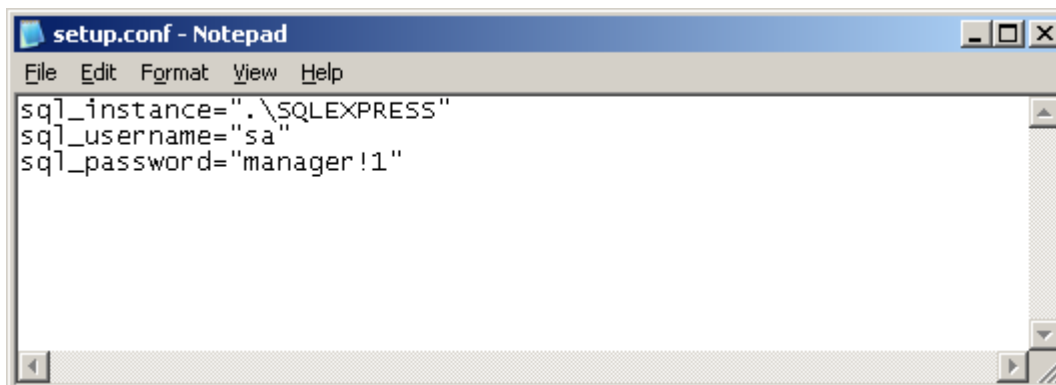 setup.conf - Notepad
File Edit Format View Help
sql_instance=".\SQLEXPRESS"
sql_username="sa"
sql_password="manager!1"